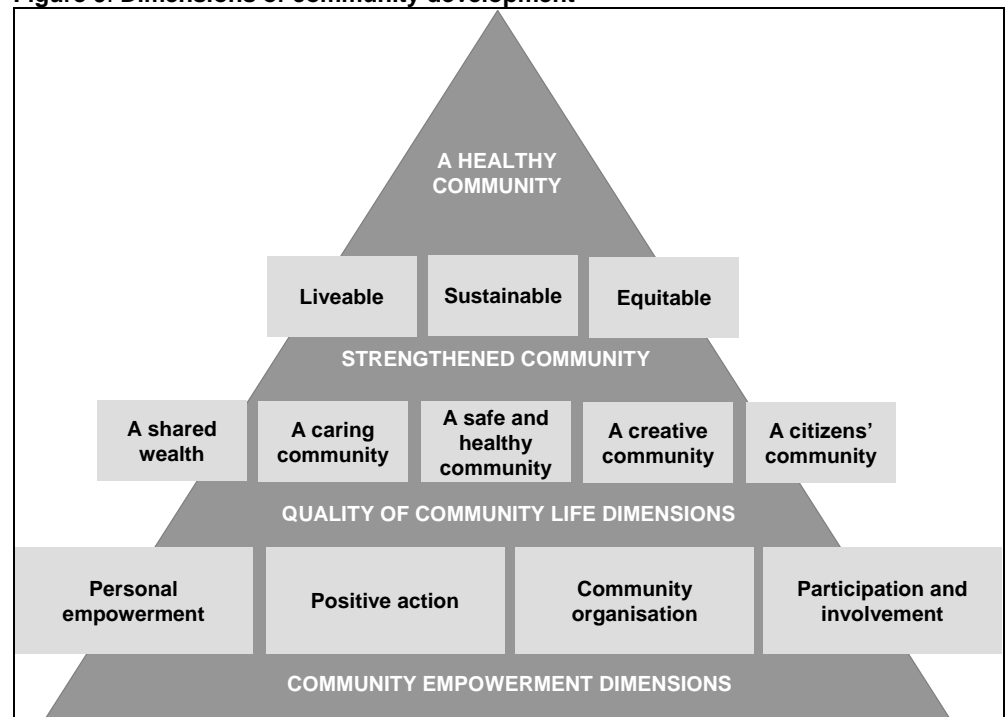 Figure 3. Dimensions of community development
A HEALTHY
COMMUNITY
Liveable
Sustainable
Equitable
STRENGTHENED COMMUNITY
A shared
wealth
A caring
community
A safe and
healthy
community
A creative
community
A citizens’
community
QUALITY OF COMMUNITY LIFE DIMENSIONS
Personal
empowerment
Positive action
Community
organisation
Participation and
involvement
COMMUNITY EMPOWERMENT DIMENSIONS